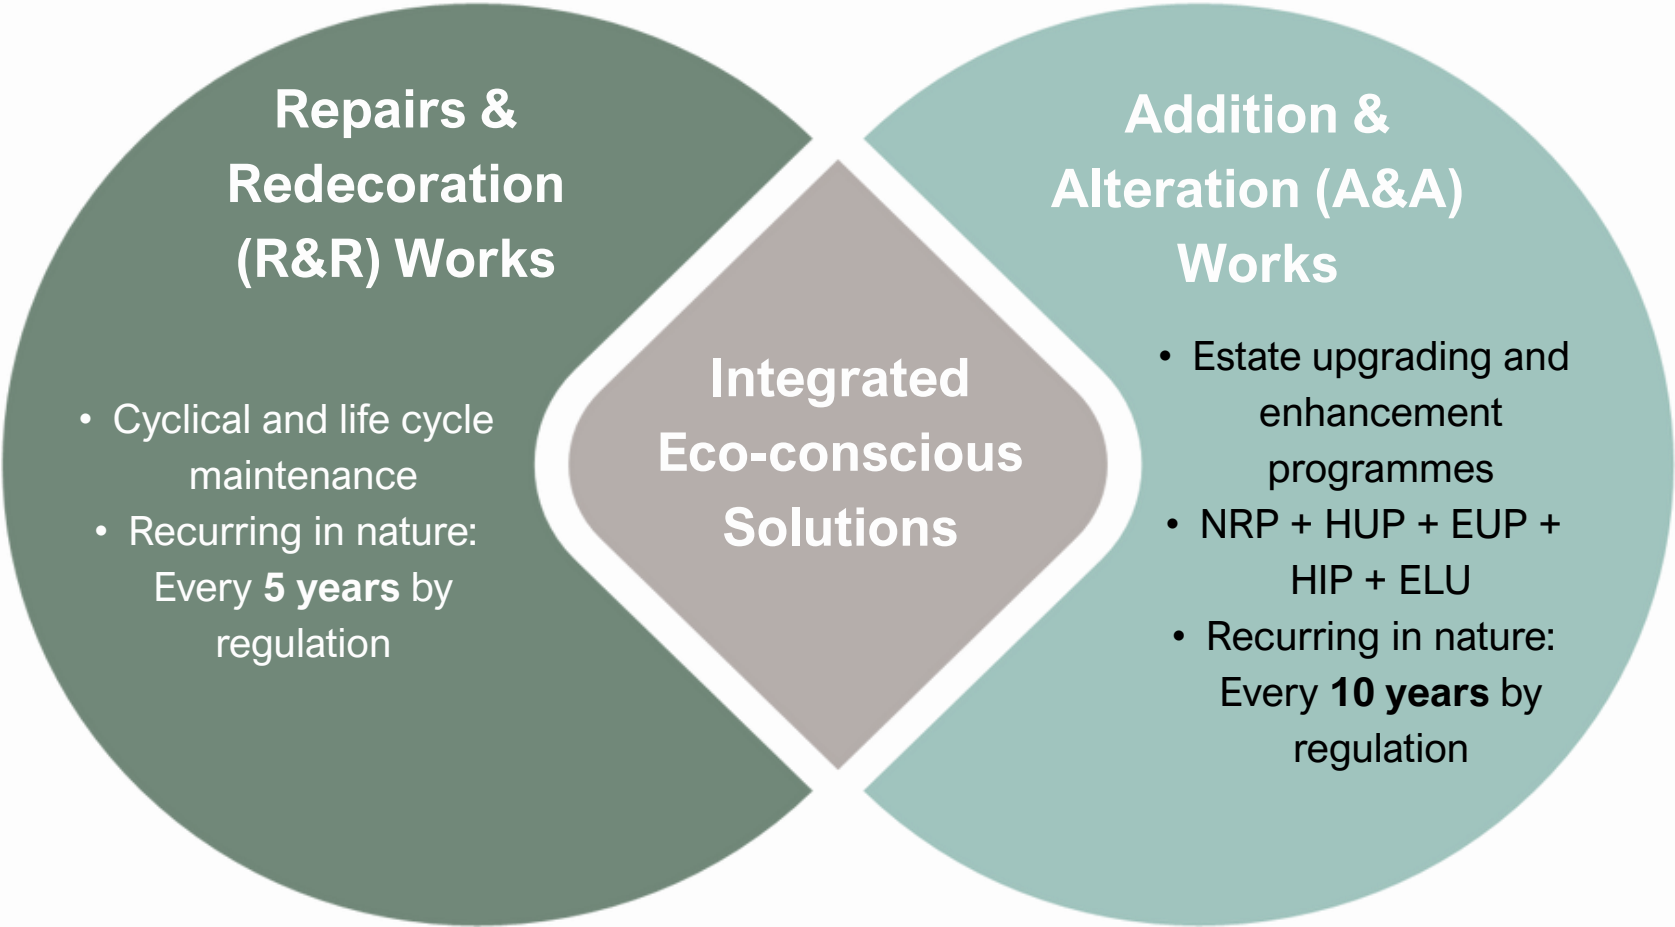 Repairs &
Redecoration
(R&R) Works
• Cyclical and life cycle
maintenance
• Recurring in nature:
Every 5 years by
regulation
Integrated
Eco-conscious
Solutions
Addition &
Alteration (A&A)
Works
• Estate upgrading and
enhancement
programmes
• NRP + HUP + EUP +
HIP + ELU
• Recurring in nature:
Every 10 years by
regulation